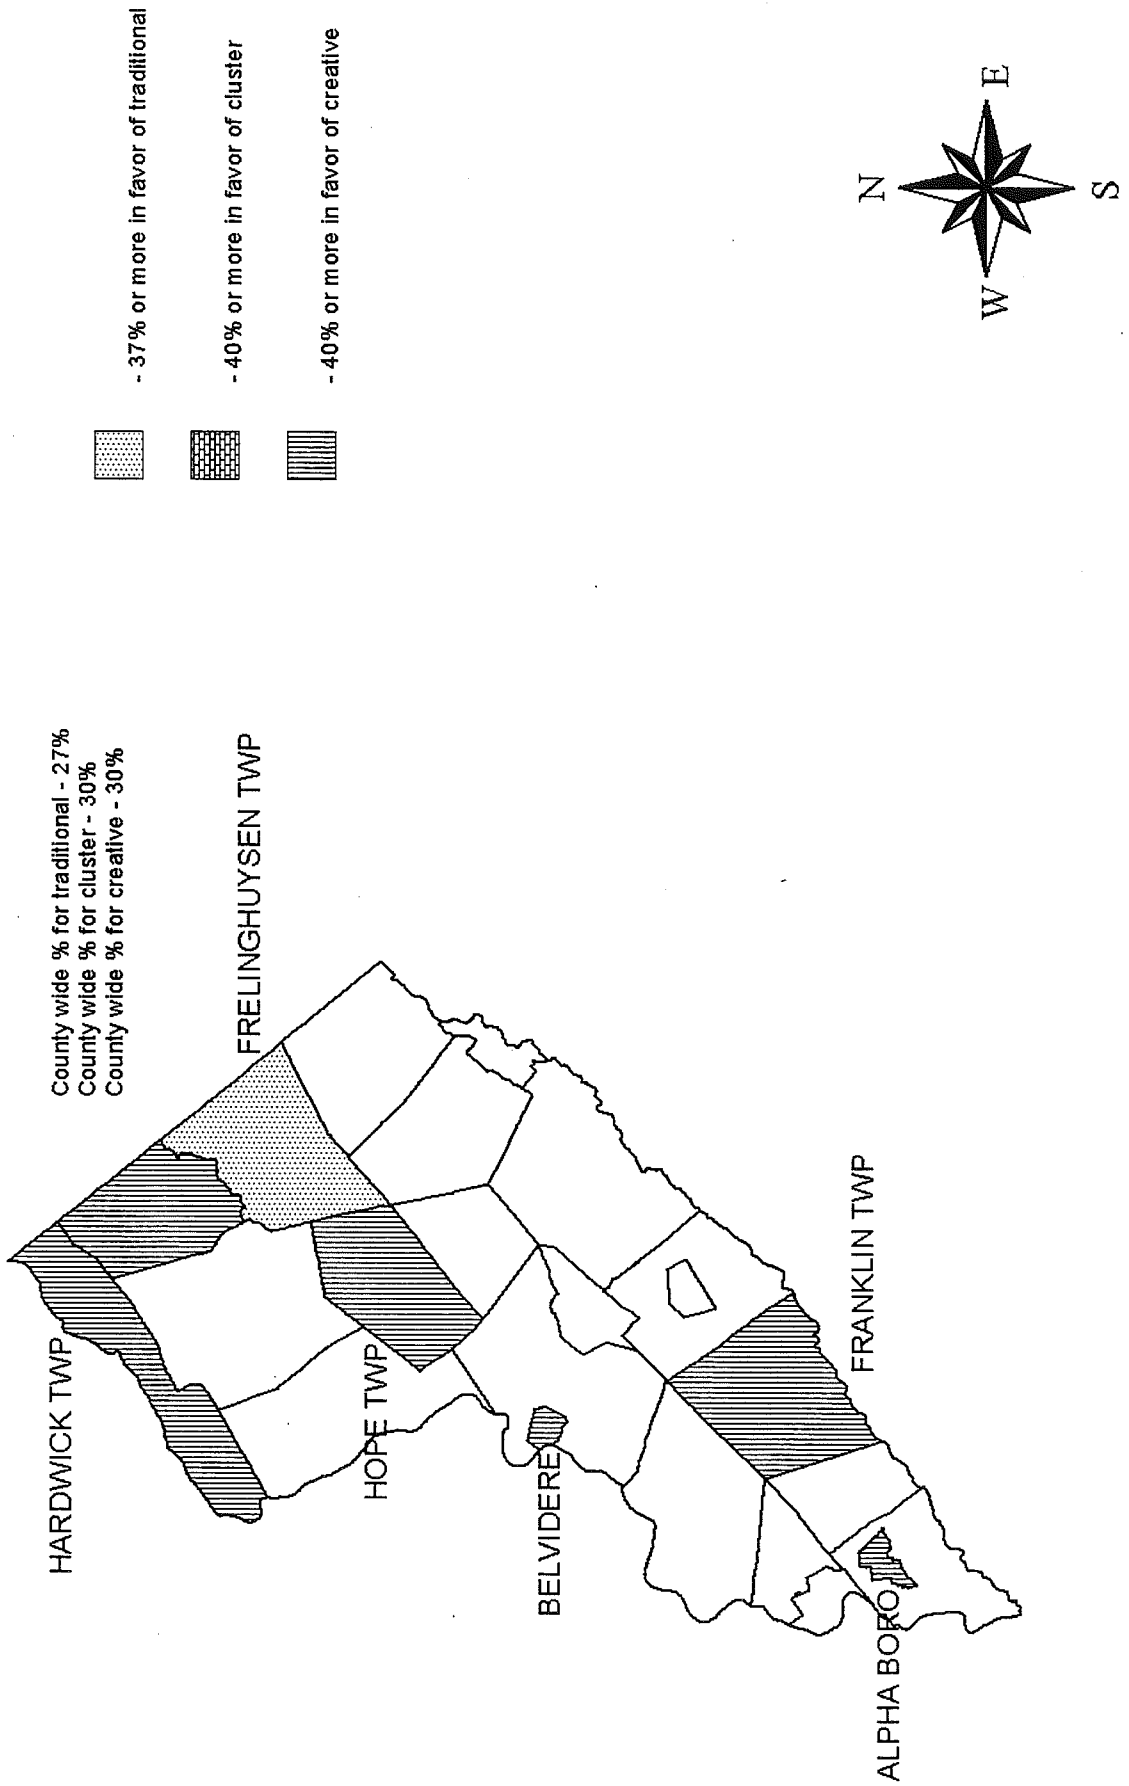 County wide % for traditional - 27%
County wide % for cluster - 30%
County wide % for creative - 30%
- 37% or more in favor of traditional
- 40% or more in favor of cluster
- 40% or more in favor of creative
HARDWICK TWP
FRELINGHUYSEN TWP
HOPE TWP
BELVIDERE
FRANKLIN TWP
ALPHA BORO
N
W
E
S